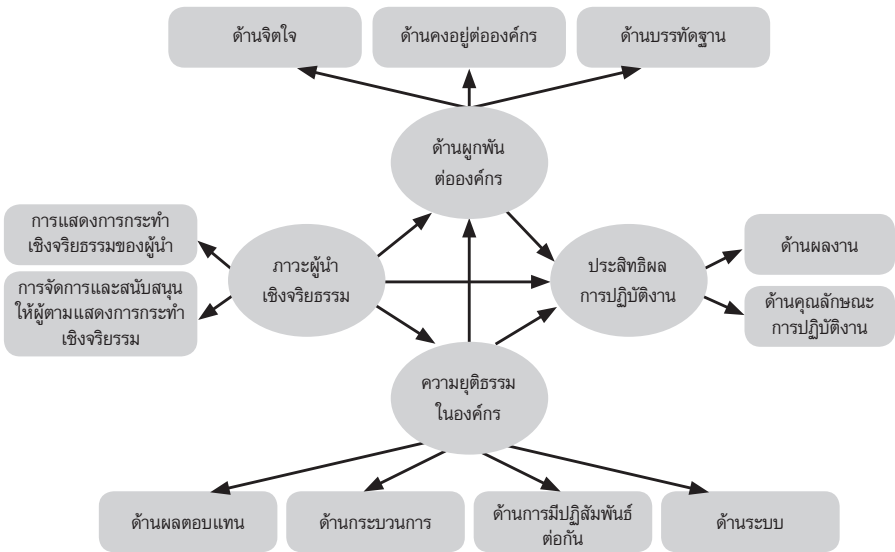 ด้านจิตใจ
ด้านคงอยู่ต่อองค์กร
ด้านบรรทัดฐาน
ด้านผูกพัน
ต่อองค์กร
การแสดงการกระทำ
เชิงจริยธรรมของผู้นำ
การจัดการและสนับสนุน
ให้ผู้ตามแสดงการกระทำ
เชิงจริยรรม
ภาวะผู้นำ
เชิงจริยธรรม
ประสิทธิผล
การปฏิบัติงาน
ด้านผลงาน
ด้านคุณลักษณะ
การปฏิบัติงาน
ความยุติธรรม
ในองค์กร
ด้านผลตอบแทน
ด้านกระบวนการ
ด้านการมีปฏิสัมพันธ์
ต่อกัน
ด้านระบบ